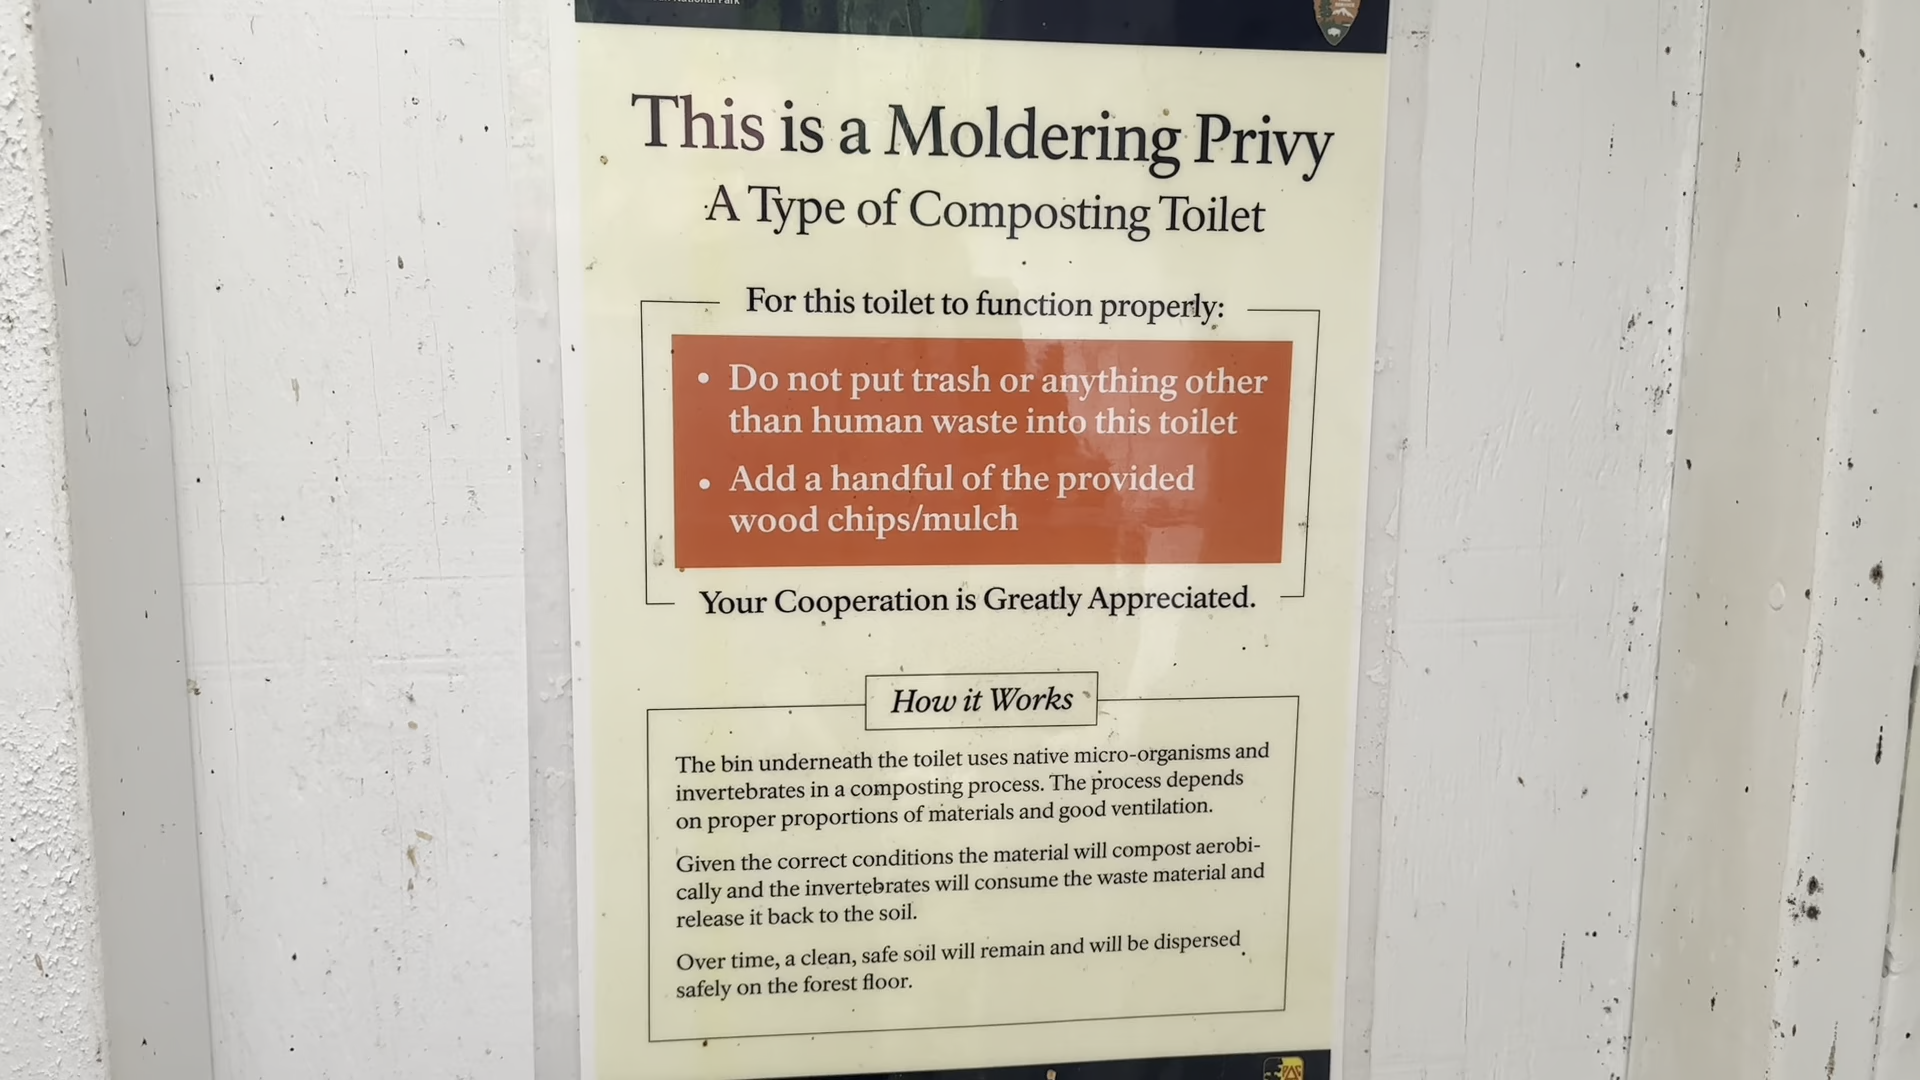 National Park
This is a Moldering Privy
A Type of Composting Toilet
For this toilet to function properly:
• Do not put trash or anything other
than human waste into this toilet
• Add a handful of the provided
wood chips/mulch
Your Cooperation is Greatly Appreciated.
How it Works
The bin underneath the toilet uses native micro-organisms and
invertebrates in a composting process. The process depends
on proper proportions of materials and good ventilation.
Given the correct conditions the material will compost aerobi-
cally and the invertebrates will consume the waste material and
release it back to the soil.
Over time, a clean, safe soil will remain and will be dispersed
safely on the forest floor.